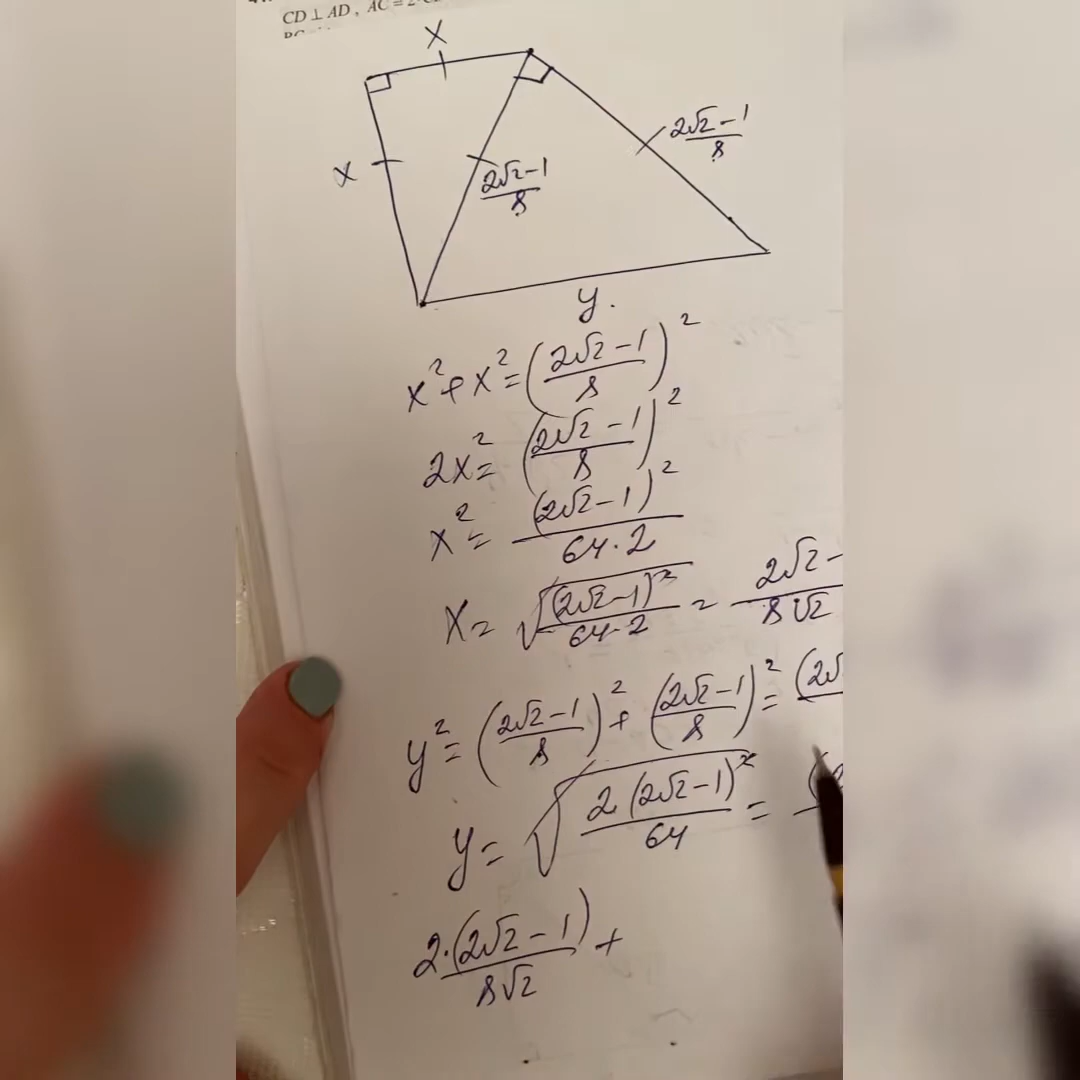 CD ⊥ AD, AC = 2·
x
x
(2√2 − 1)/8
(2√2 − 1)/8
y.
x² + x² = ((2√2 − 1)/8)²
2x² = ((2√2 − 1)/8)²
x² = (2√2 − 1)²/(64 · 2)
x = √((2√2 − 1)²/(64 · 2)) = (2√2 −)/(8√2)
y² = ((2√2 − 1)/8)² + ((2√2 − 1)/8)² = (2√
y = √(2(2√2 − 1)²/64) =
2·(2√2 − 1)/(8√2) +